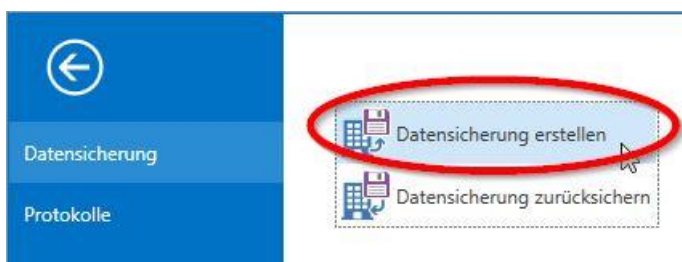 Datensicherung
Protokolle
Datensicherung erstellen
Datensicherung zurücksichern